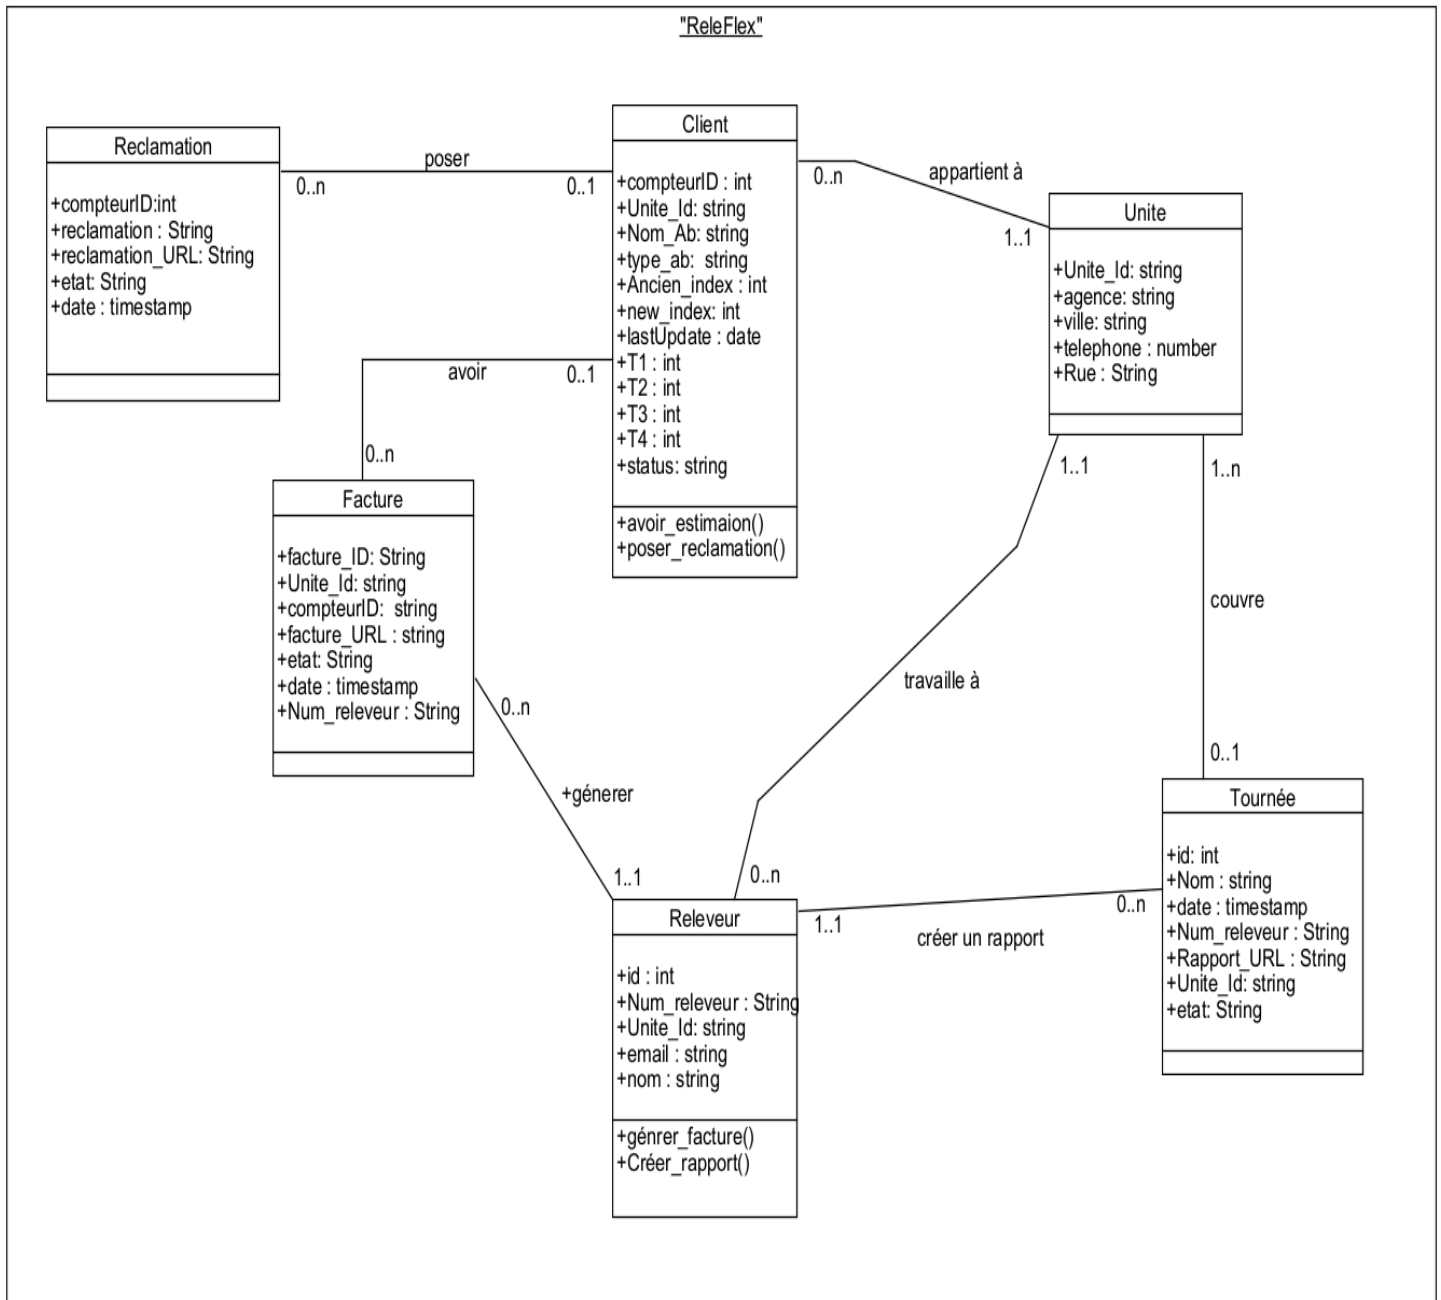 "ReleFlex"
Reclamation
+compteurID:int
+reclamation : String
+reclamation_URL: String
+etat: String
+date : timestamp
poser
0..n
0..1
Client
+compteurID : int
+Unite_Id: string
+Nom_Ab: string
+type_ab: string
+Ancien_index : int
+new_index: int
+lastUpdate : date
+T1 : int
+T2 : int
+T3 : int
+T4 : int
+status: string
+avoir_estimaion()
+poser_reclamation()
0..n
appartient à
1..1
Unite
+Unite_Id: string
+agence: string
+ville: string
+telephone : number
+Rue : String
avoir
0..1
0..n
Facture
+facture_ID: String
+Unite_Id: string
+compteurID: string
+facture_URL : string
+etat: String
+date : timestamp
+Num_releveur : String
1..1
1..n
couvre
travaille à
0..n
0..1
+génerer
1..1
0..n
Tournée
+id: int
+Nom : string
+date : timestamp
+Num_releveur : String
+Rapport_URL : String
+Unite_Id: string
+etat: String
Releveur
+id : int
+Num_releveur : String
+Unite_Id: string
+email : string
+nom : string
+génrer_facture()
+Créer_rapport()
1..1
créer un rapport
0..n